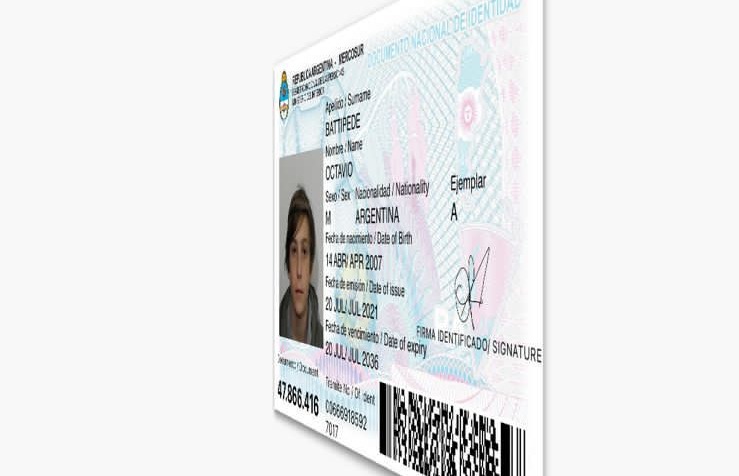 DOCUMENTO NACIONAL DE IDENTIDAD
REPUBLICA ARGENTINA - MERCOSUR
Apellido / Surname
BATTIPEDE
Nombre / Name
OCTAVIO
Sexo / Sex Nacionalidad / Nationality
M ARGENTINA
Ejemplar
A
Fecha de nacimiento / Date of Birth
14 ABR/ APR 2007
Fecha de emisión / Date of issue
20 JUL/ JUL 2021
Fecha de vencimiento / Date of expiry
20 JUL/ JUL 2036
FIRMA IDENTIFICADO/ SIGNATURE
Documento / Document
47.866.416
Tramite No / Of. ident
00666918592
7017